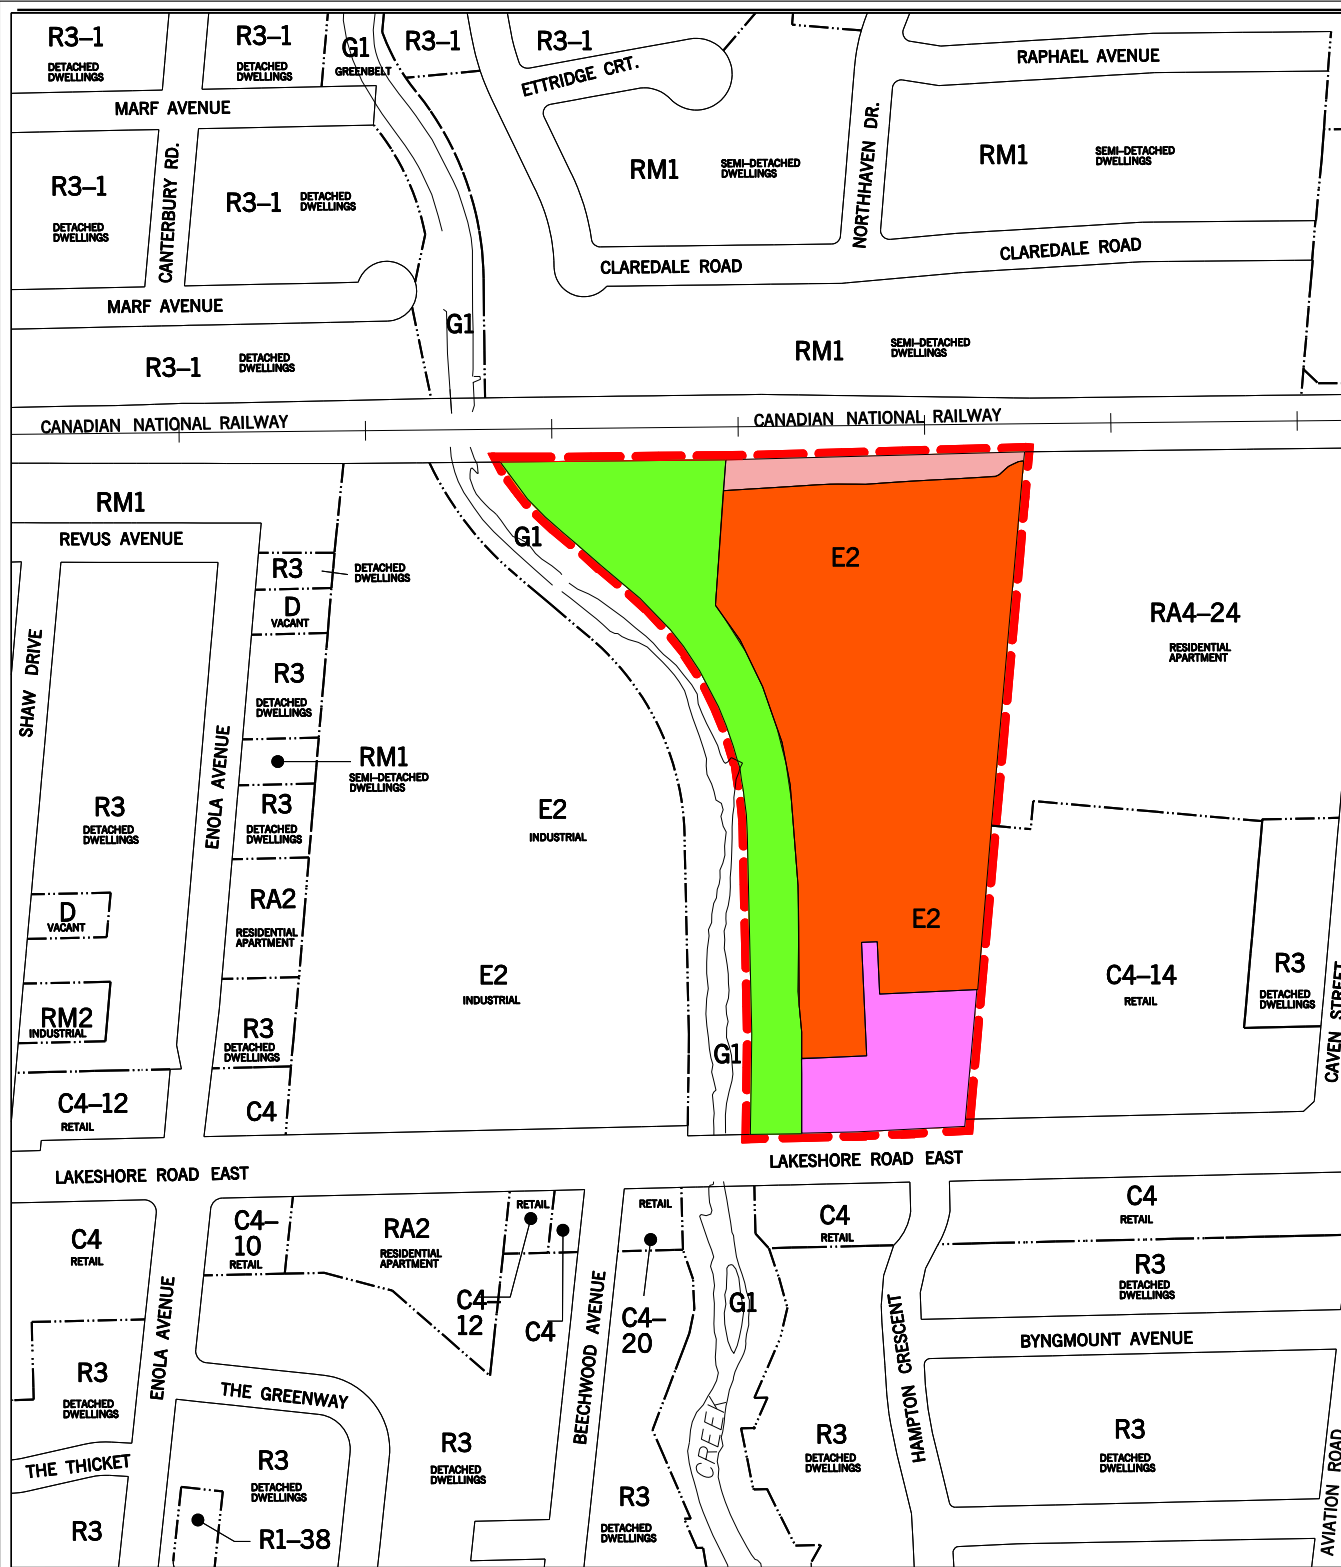 R3–1
DETACHED
DWELLINGS
R3–1
DETACHED
DWELLINGS
G1
GREENBELT
R3–1
R3–1
ETTRIDGE CRT.
RAPHAEL AVENUE
MARF AVENUE
CANTERBURY RD.
R3–1
DETACHED
DWELLINGS
R3–1
DETACHED
DWELLINGS
RM1
SEMI–DETACHED
DWELLINGS
NORTHHAVEN DR.
RM1
SEMI–DETACHED
DWELLINGS
CLAREDALE ROAD
CLAREDALE ROAD
MARF AVENUE
G1
R3–1
DETACHED
DWELLINGS
RM1
SEMI–DETACHED
DWELLINGS
CANADIAN NATIONAL RAILWAY
CANADIAN NATIONAL RAILWAY
RM1
REVUS AVENUE
G1
E2
R3
DETACHED
DWELLINGS
D
VACANT
RA4–24
RESIDENTIAL
APARTMENT
SHAW DRIVE
R3
DETACHED
DWELLINGS
ENOLA AVENUE
RM1
SEMI–DETACHED
DWELLINGS
R3
DETACHED
DWELLINGS
R3
DETACHED
DWELLINGS
E2
INDUSTRIAL
RA2
RESIDENTIAL
APARTMENT
D
VACANT
E2
E2
INDUSTRIAL
C4–14
RETAIL
R3
DETACHED
DWELLINGS
CAVEN STREET
RM2
INDUSTRIAL
R3
DETACHED
DWELLINGS
G1
C4–12
RETAIL
C4
LAKESHORE ROAD EAST
LAKESHORE ROAD EAST
C4
RETAIL
C4–
10
RETAIL
RA2
RESIDENTIAL
APARTMENT
RETAIL
C4–
12
C4
BEECHWOOD AVENUE
RETAIL
C4–
20
G1
C4
RETAIL
C4
RETAIL
R3
DETACHED
DWELLINGS
HAMPTON CRESCENT
BYNGMOUNT AVENUE
ENOLA AVENUE
R3
DETACHED
DWELLINGS
THE GREENWAY
THE THICKET
R3
DETACHED
DWELLINGS
R3
DETACHED
DWELLINGS
CREEK
R3
DETACHED
DWELLINGS
R3
DETACHED
DWELLINGS
R3
DETACHED
DWELLINGS
AVIATION ROAD
R3
R1–38